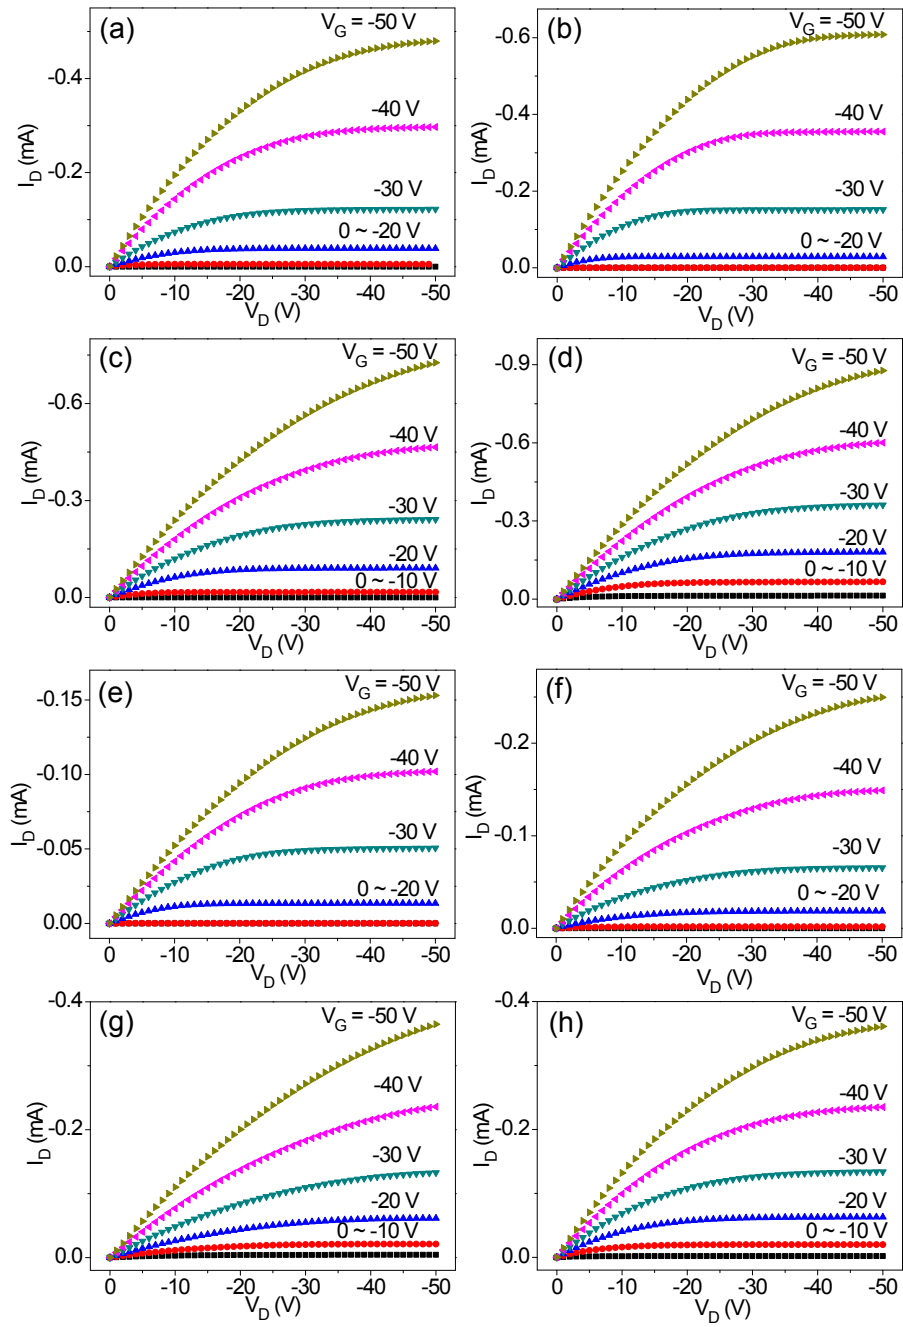 (a)
V_G = -50 V
-40 V
-30 V
0 ~ -20 V
-0.4
-0.2
0.0
I_D (mA)
0 -10 -20 -30 -40 -50
V_D (V)
(b)
V_G = -50 V
-40 V
-30 V
0 ~ -20 V
-0.6
-0.4
-0.2
0.0
I_D (mA)
0 -10 -20 -30 -40 -50
V_D (V)
(c)
V_G = -50 V
-40 V
-30 V
-20 V
0 ~ -10 V
-0.6
-0.3
0.0
I_D (mA)
0 -10 -20 -30 -40 -50
V_D (V)
(d)
V_G = -50 V
-40 V
-30 V
-20 V
0 ~ -10 V
-0.9
-0.6
-0.3
0.0
I_D (mA)
0 -10 -20 -30 -40 -50
V_D (V)
(e)
V_G = -50 V
-40 V
-30 V
0 ~ -20 V
-0.15
-0.10
-0.05
0.00
I_D (mA)
0 -10 -20 -30 -40 -50
V_D (V)
(f)
V_G = -50 V
-40 V
-30 V
0 ~ -20 V
-0.2
-0.1
0.0
I_D (mA)
0 -10 -20 -30 -40 -50
V_D (V)
(g)
V_G = -50 V
-40 V
-30 V
-20 V
0 ~ -10 V
-0.4
-0.2
0.0
I_D (mA)
0 -10 -20 -30 -40 -50
V_D (V)
(h)
V_G = -50 V
-40 V
-30 V
-20 V
0 ~ -10 V
-0.4
-0.2
0.0
I_D (mA)
0 -10 -20 -30 -40 -50
V_D (V)